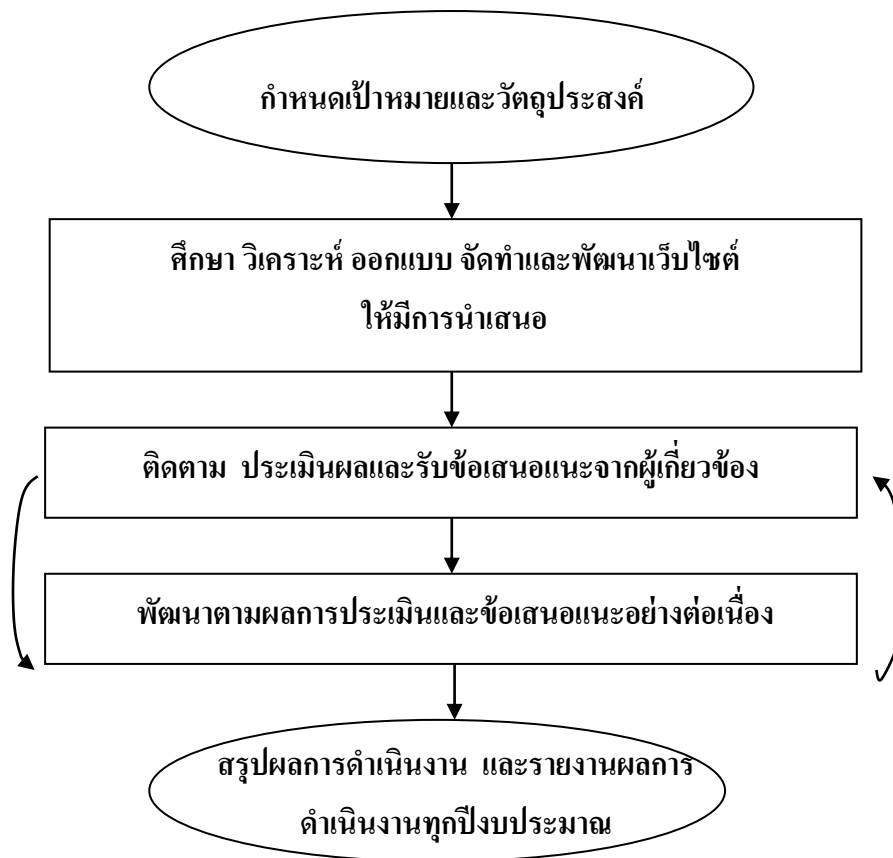 กำหนดเป้าหมายและวัตถุประสงค์
ศึกษา วิเคราะห์ ออกแบบ จัดทำและพัฒนาเว็บไซต์
ให้มีการนำเสนอ
ติดตาม ประเมินผลและรับข้อเสนอแนะจากผู้เกี่ยวข้อง
พัฒนาตามผลการประเมินและข้อเสนอแนะอย่างต่อเนื่อง
สรุปผลการดำเนินงาน และรายงานผลการ
ดำเนินงานทุกปีงบประมาณ